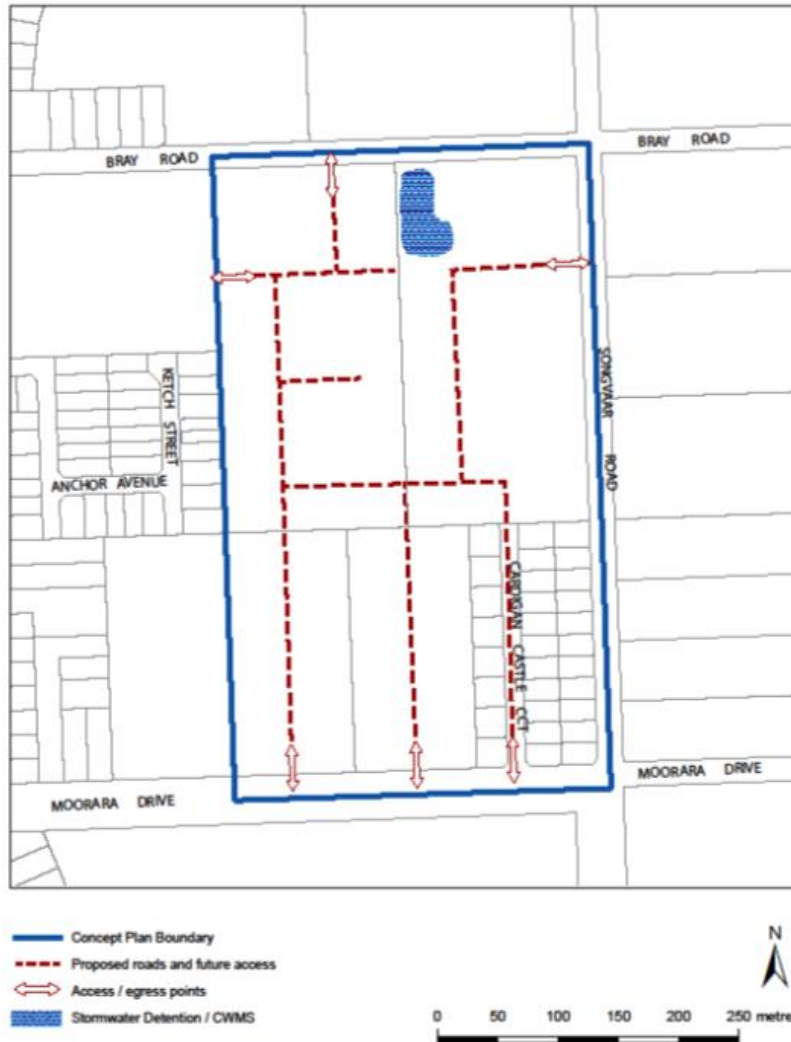 BRAY ROAD
BRAY ROAD
KETCH STREET
SONGVAAR ROAD
ANCHOR AVENUE
CARDIGAN CASTLE CCT
MOORARA DRIVE
MOORARA DRIVE
Concept Plan Boundary
Proposed roads and future access
Access / egress points
Stormwater Detention / CWMS
N
0 50 100 150 200 250 metre